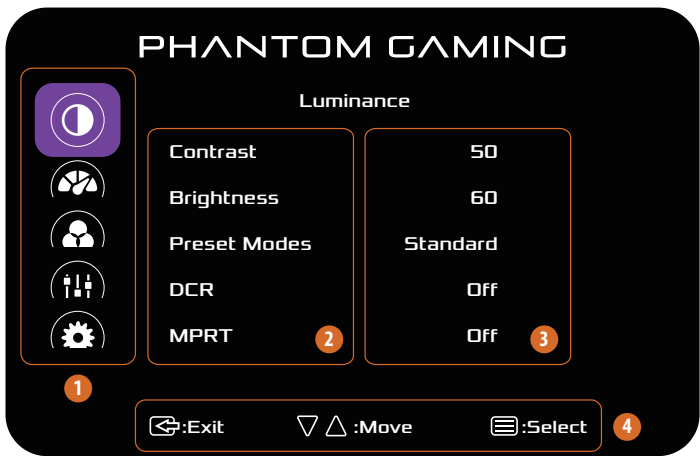 PHANTOM GAMING
Luminance
Contrast 50
Brightness 60
Preset Modes Standard
DCR Off
MPRT 2 Off 3
1
:Exit :Move :Select 4